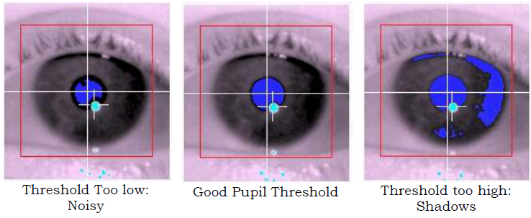 Threshold Too low:
Noisy
Good Pupil Threshold
Threshold too high:
Shadows